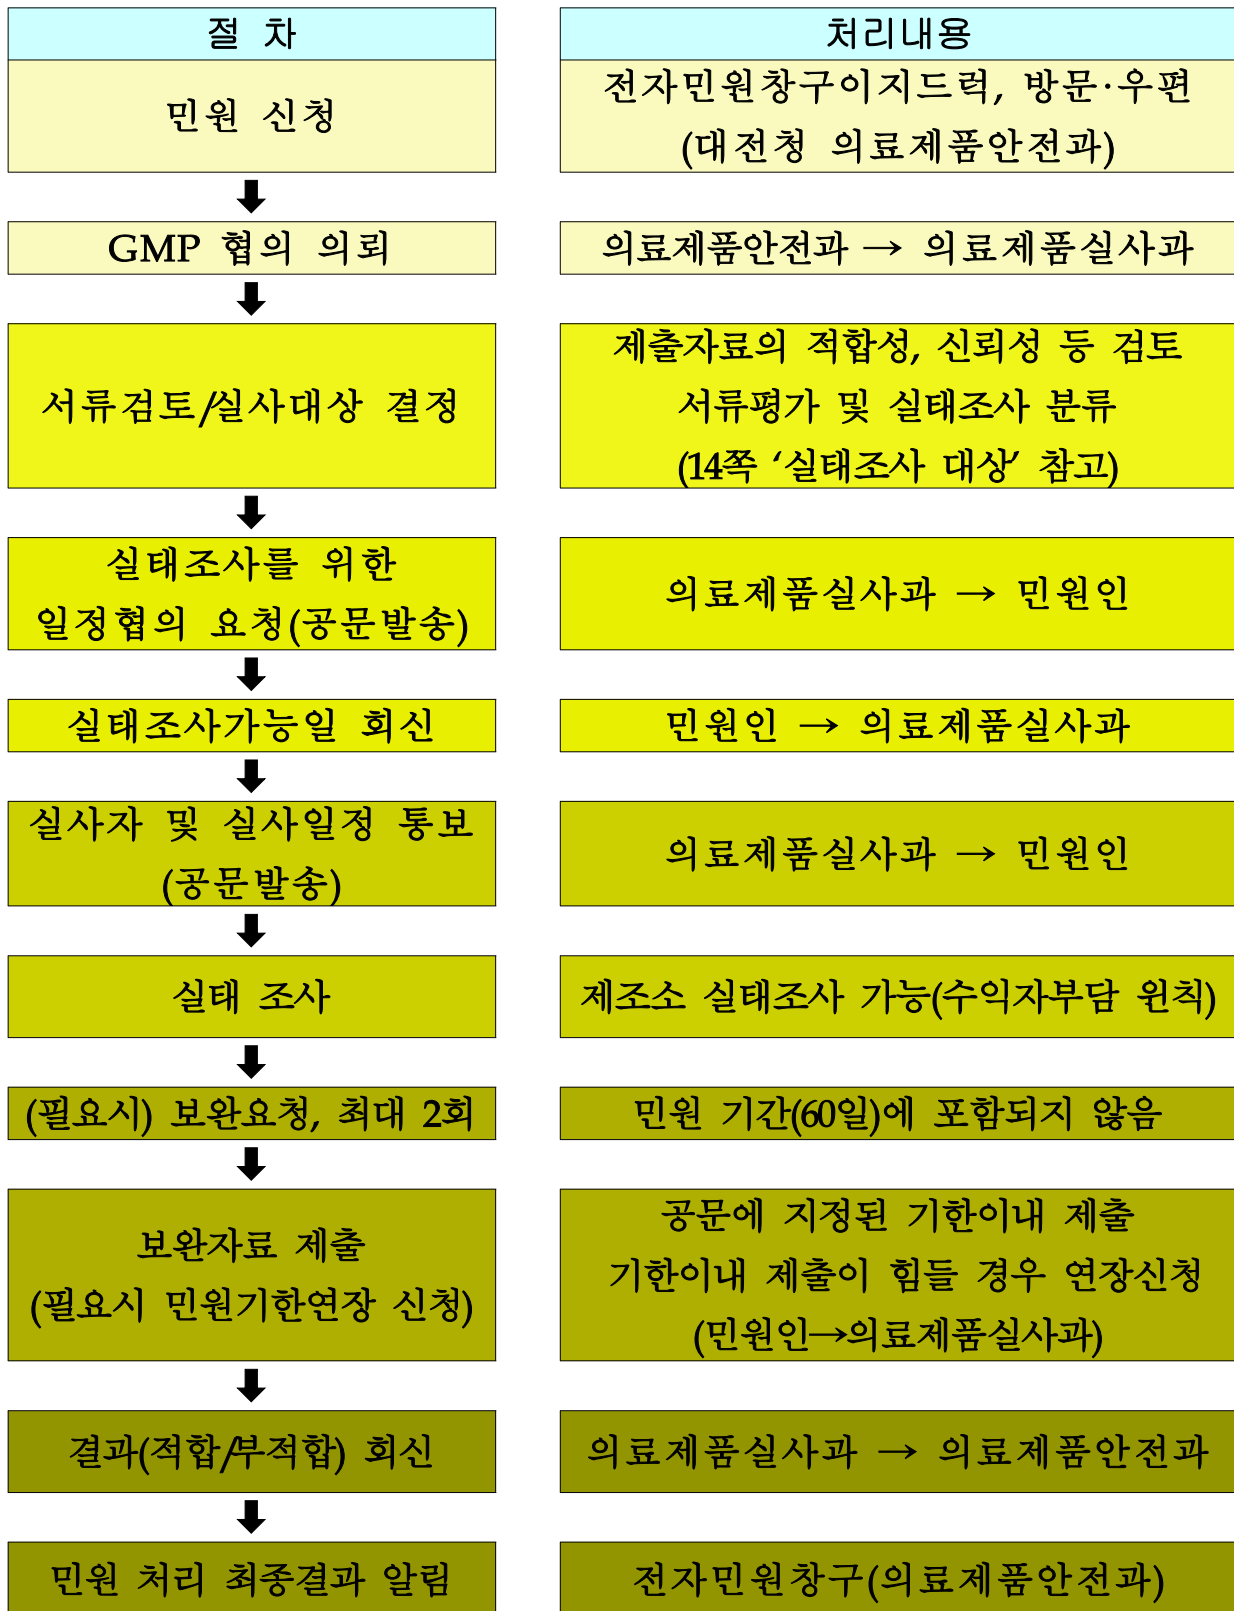 절 차
처리내용
민원 신청
전자민원창구이지드럭, 방문·우편
(대전청 의료제품안전과)
GMP 협의 의뢰
의료제품안전과 → 의료제품실사과
서류검토/실사대상 결정
제출자료의 적합성, 신뢰성 등 검토
서류평가 및 실태조사 분류
(14쪽 ‘실태조사 대상’ 참고)
실태조사를 위한
일정협의 요청(공문발송)
의료제품실사과 → 민원인
실태조사가능일 회신
민원인 → 의료제품실사과
실사자 및 실사일정 통보
(공문발송)
의료제품실사과 → 민원인
실태 조사
제조소 실태조사 가능(수익자부담 원칙)
(필요시) 보완요청, 최대 2회
민원 기간(60일)에 포함되지 않음
보완자료 제출
(필요시 민원기한연장 신청)
공문에 지정된 기한이내 제출
기한이내 제출이 힘들 경우 연장신청
(민원인→의료제품실사과)
결과(적합/부적합) 회신
의료제품실사과 → 의료제품안전과
민원 처리 최종결과 알림
전자민원창구(의료제품안전과)